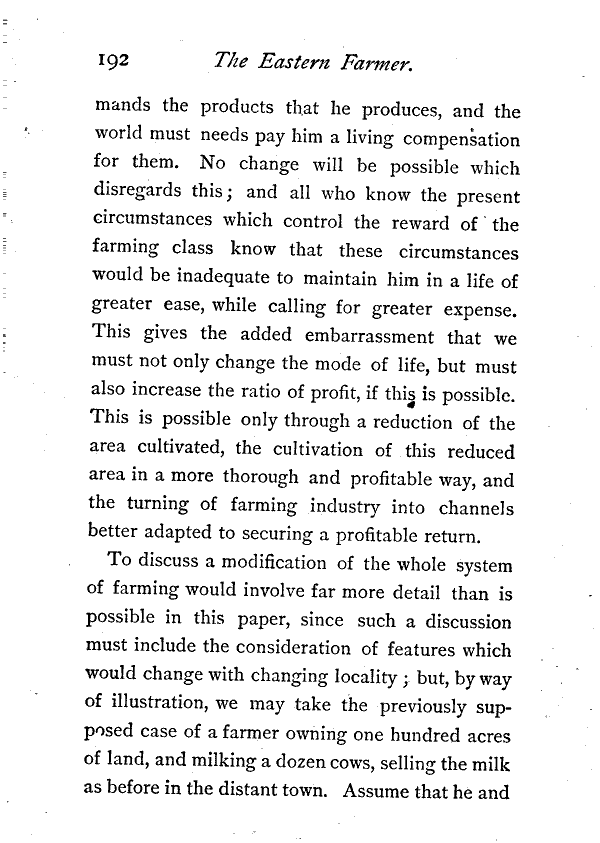 192 The Eastern Farmer.
mands the products that he produces, and the
world must needs pay him a living compensation
for them. No change will be possible which
disregards this; and all who know the present
circumstances which control the reward of the
farming class know that these circumstances
would be inadequate to maintain him in a life of
greater ease, while calling for greater expense.
This gives the added embarrassment that we
must not only change the mode of life, but must
also increase the ratio of profit, if this is possible.
This is possible only through a reduction of the
area cultivated, the cultivation of this reduced
area in a more thorough and profitable way, and
the turning of farming industry into channels
better adapted to securing a profitable return.
To discuss a modification of the whole system
of farming would involve far more detail than is
possible in this paper, since such a discussion
must include the consideration of features which
would change with changing locality; but, by way
of illustration, we may take the previously sup-
posed case of a farmer owning one hundred acres
of land, and milking a dozen cows, selling the milk
as before in the distant town. Assume that he and